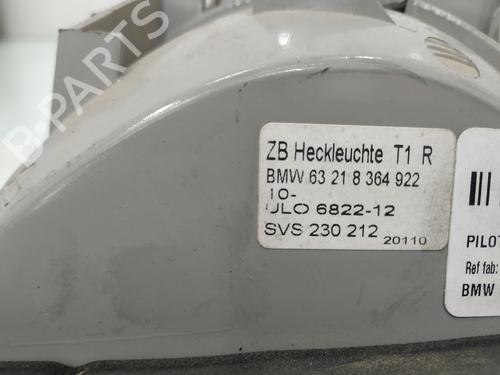 ZB Heckleuchte T1 R
BMW 63 21 8 364 922
10-
ULO 6822-12
SVS 230 212 20110
PILOT
Ref fab:
BMW
B-PARTS